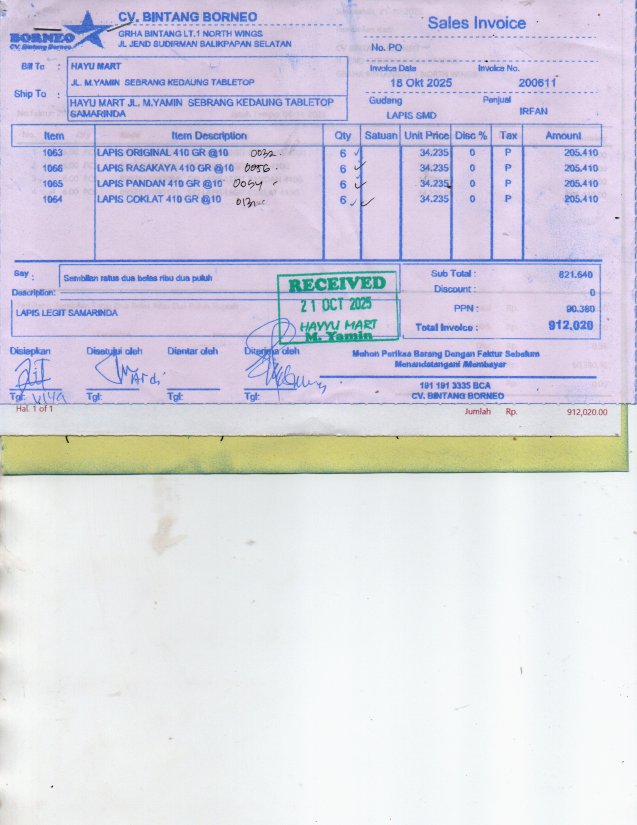 CV. BINTANG BORNEO
GRHA BINTANG LT.1 NORTH WINGS
JL JEND SUDIRMAN BALIKPAPAN SELATAN
BORNEO
CV. Bintang Borneo
Sales Invoice
No. PO
Bill To : HAYU MART
JL. M.YAMIN SEBRANG KEDAUNG TABLETOP
Ship To : HAYU MART JL. M.YAMIN SEBRANG KEDAUNG TABLETOP
SAMARINDA
Invoice Date Invoice No.
18 Okt 2025 200611
Gudang Penjual
LAPIS SMD IRFAN
Item Item Description Qty Satuan Unit Price Disc % Tax Amount
1063 LAPIS ORIGINAL 410 GR @10 0032 6 34.235 0 P 205.410
1066 LAPIS RASAKAYA 410 GR @10 0056 6 34.235 0 P 205.410
1065 LAPIS PANDAN 410 GR @10 0054 6 34.235 0 P 205.410
1064 LAPIS COKLAT 410 GR @10 6 34.235 0 P 205.410
Say : Sembilan ratus dua belas ribu dua puluh
Description:
LAPIS LEGIT SAMARINDA
Sub Total : 821.640
Discount : 0
PPN : 90.380
Total Invoice : 912,020
RECEIVED
21 OCT 2025
HAYYU MART
M. Yamin
Disiapkan Disetujui oleh Diantar oleh Diterima oleh
Ardi
Tgl: Tgl: Tgl: Tgl:
Mohon Periksa Barang Dengan Faktur Sebelum
Menandatangani /Membayar
191 191 3335 BCA
CV. BINTANG BORNEO
Hal. 1 of 1 Jumlah Rp. 912,020.00